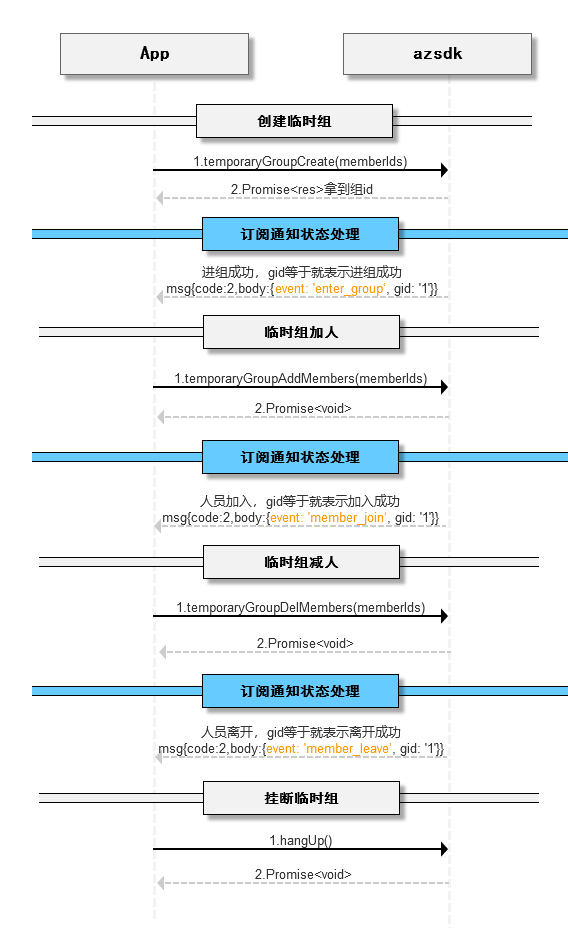 App
azsdk
创建临时组
1.temporaryGroupCreate(memberIds)
2.Promise<res>拿到组id
订阅通知状态处理
进组成功，gid等于就表示进组成功
msg{code:2,body:{event: 'enter_group', gid: '1'}}
临时组加人
1.temporaryGroupAddMembers(memberIds)
2.Promise<void>
订阅通知状态处理
人员加入，gid等于就表示加入成功
msg{code:2,body:{event: 'member_join', gid: '1'}}
临时组减人
1.temporaryGroupDelMembers(memberIds)
2.Promise<void>
订阅通知状态处理
人员离开，gid等于就表示离开成功
msg{code:2,body:{event: 'member_leave', gid: '1'}}
挂断临时组
1.hangUp()
2.Promise<void>